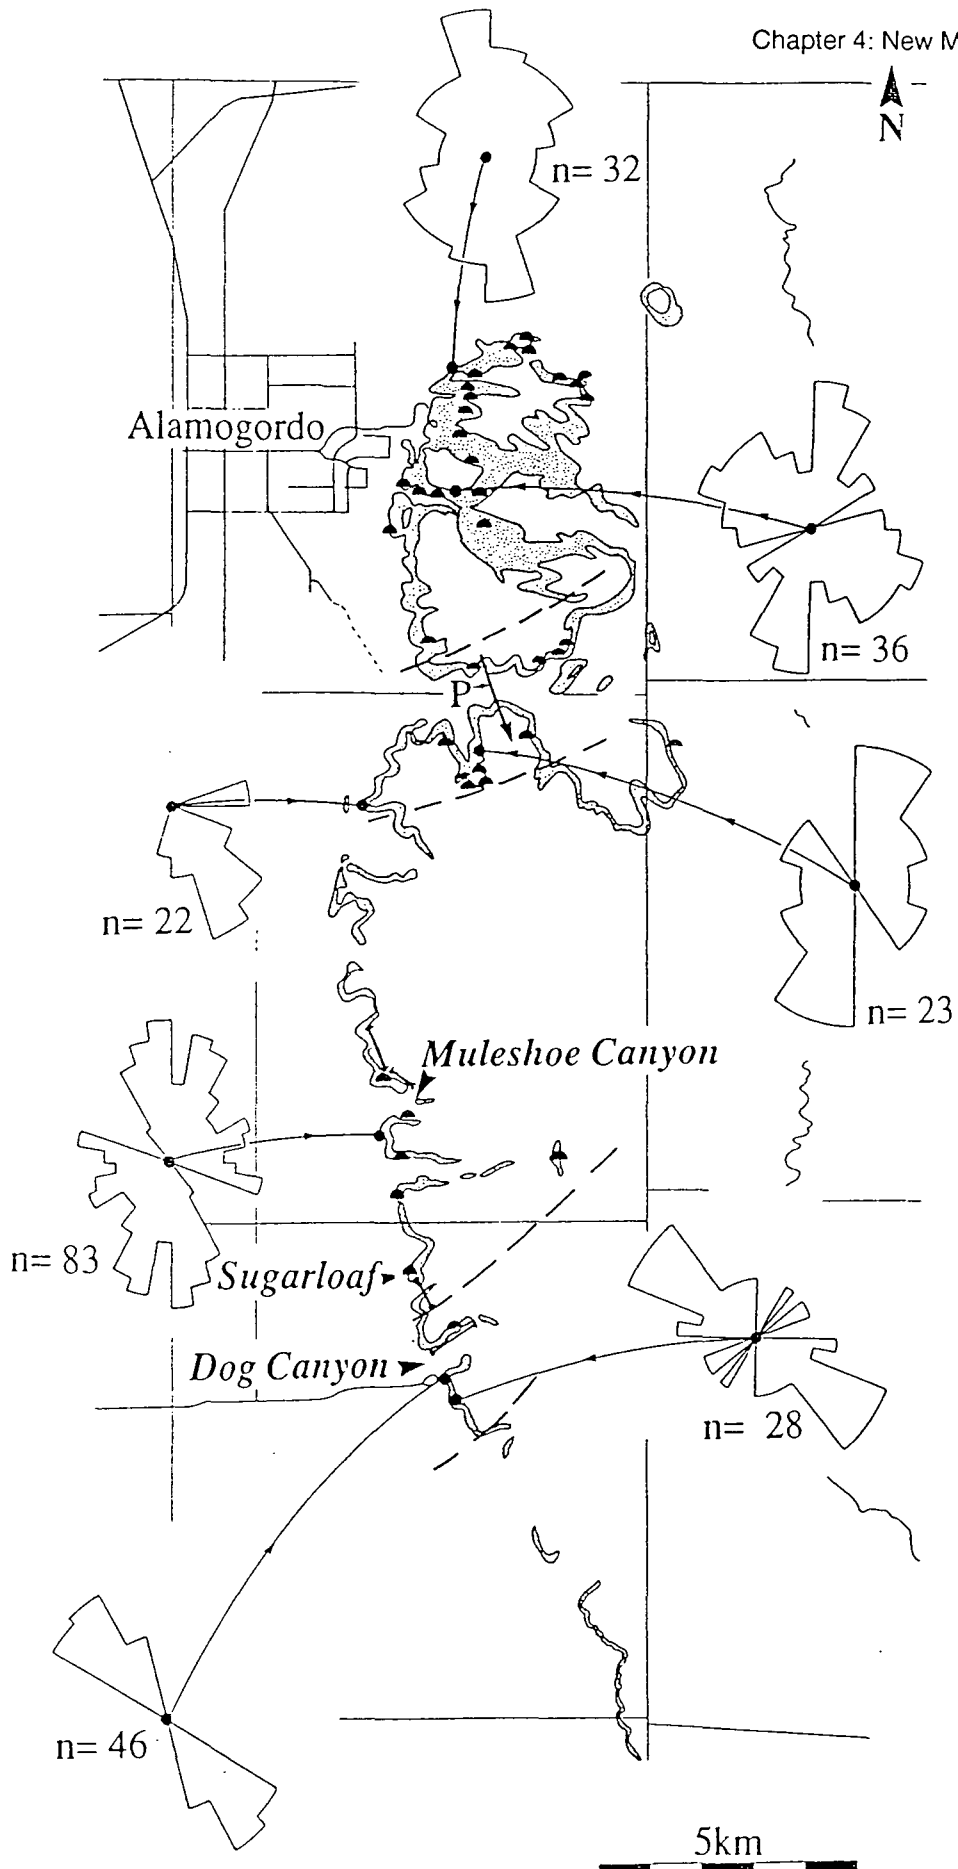 Chapter 4: New M
N
n= 32
Alamogordo
n= 36
P
n= 22
n= 23
Muleshoe Canyon
n= 83
Sugarloaf
Dog Canyon
n= 28
n= 46
5km